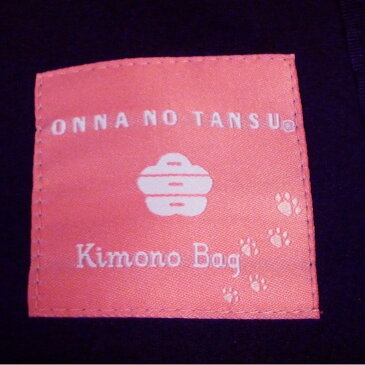 ONNA NO TANSU®
Kimono Bag